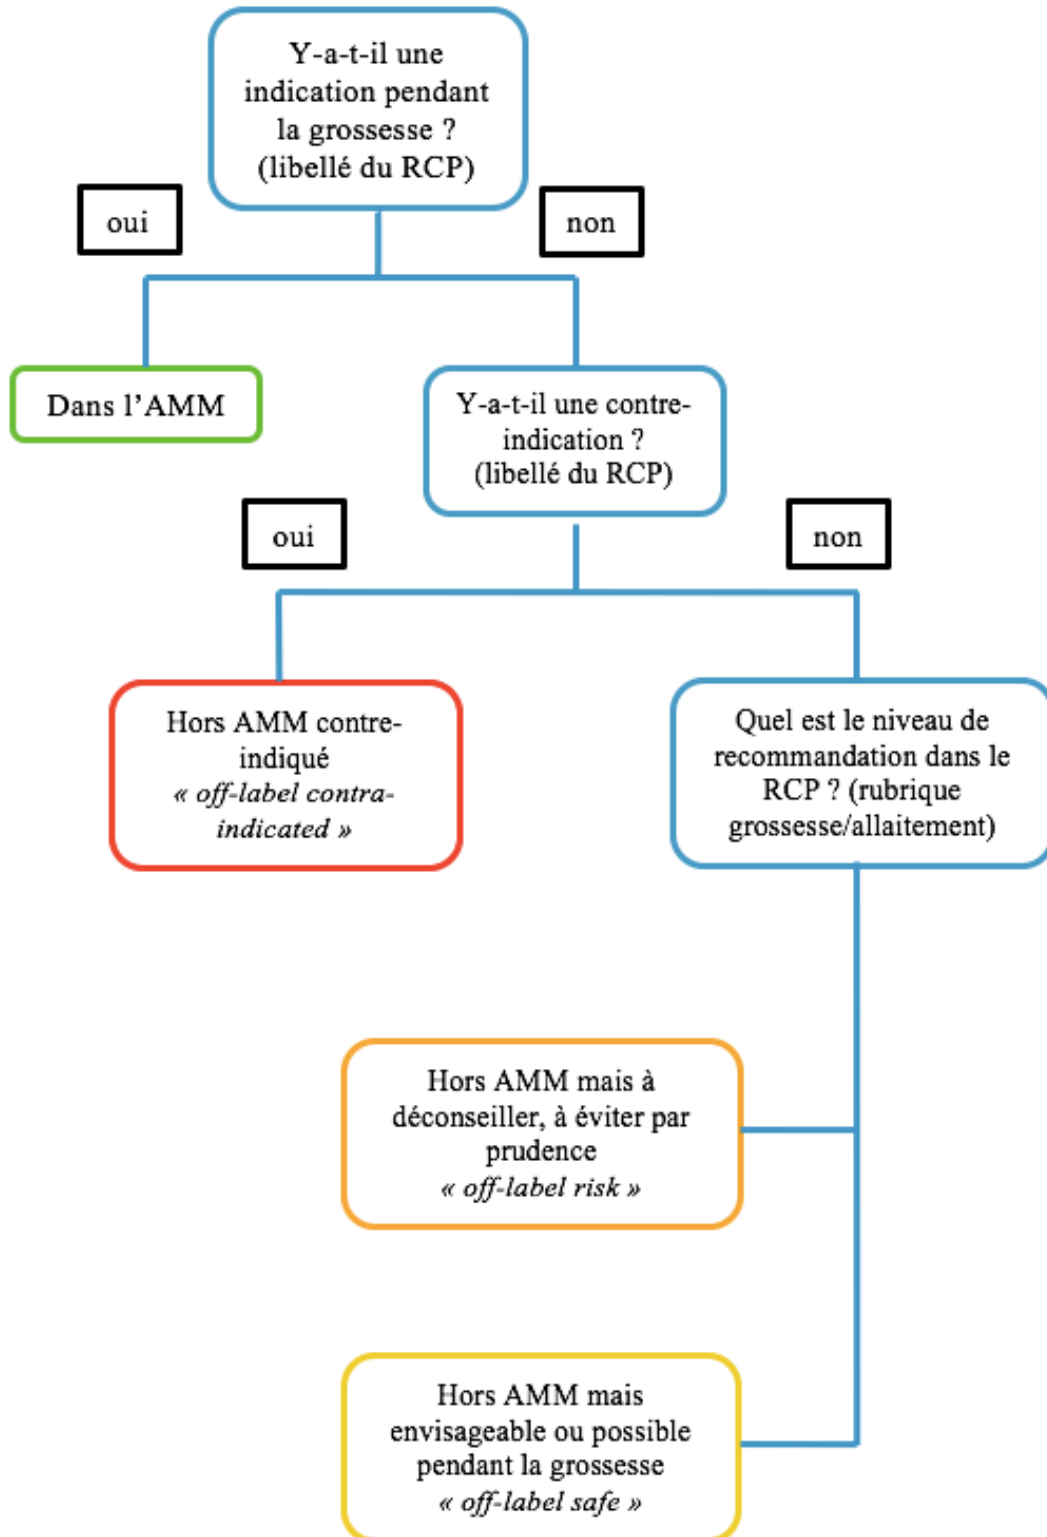 Y-a-t-il une
indication pendant
la grossesse ?
(libellé du RCP)
oui
non
Dans l’AMM
Y-a-t-il une contre-
indication ?
(libellé du RCP)
oui
non
Hors AMM contre-
indiqué
« off-label contra-
indicated »
Quel est le niveau de
recommandation dans le
RCP ? (rubrique
grossesse/allaitement)
Hors AMM mais à
déconseiller, à éviter par
prudence
« off-label risk »
Hors AMM mais
envisageable ou possible
pendant la grossesse
« off-label safe »